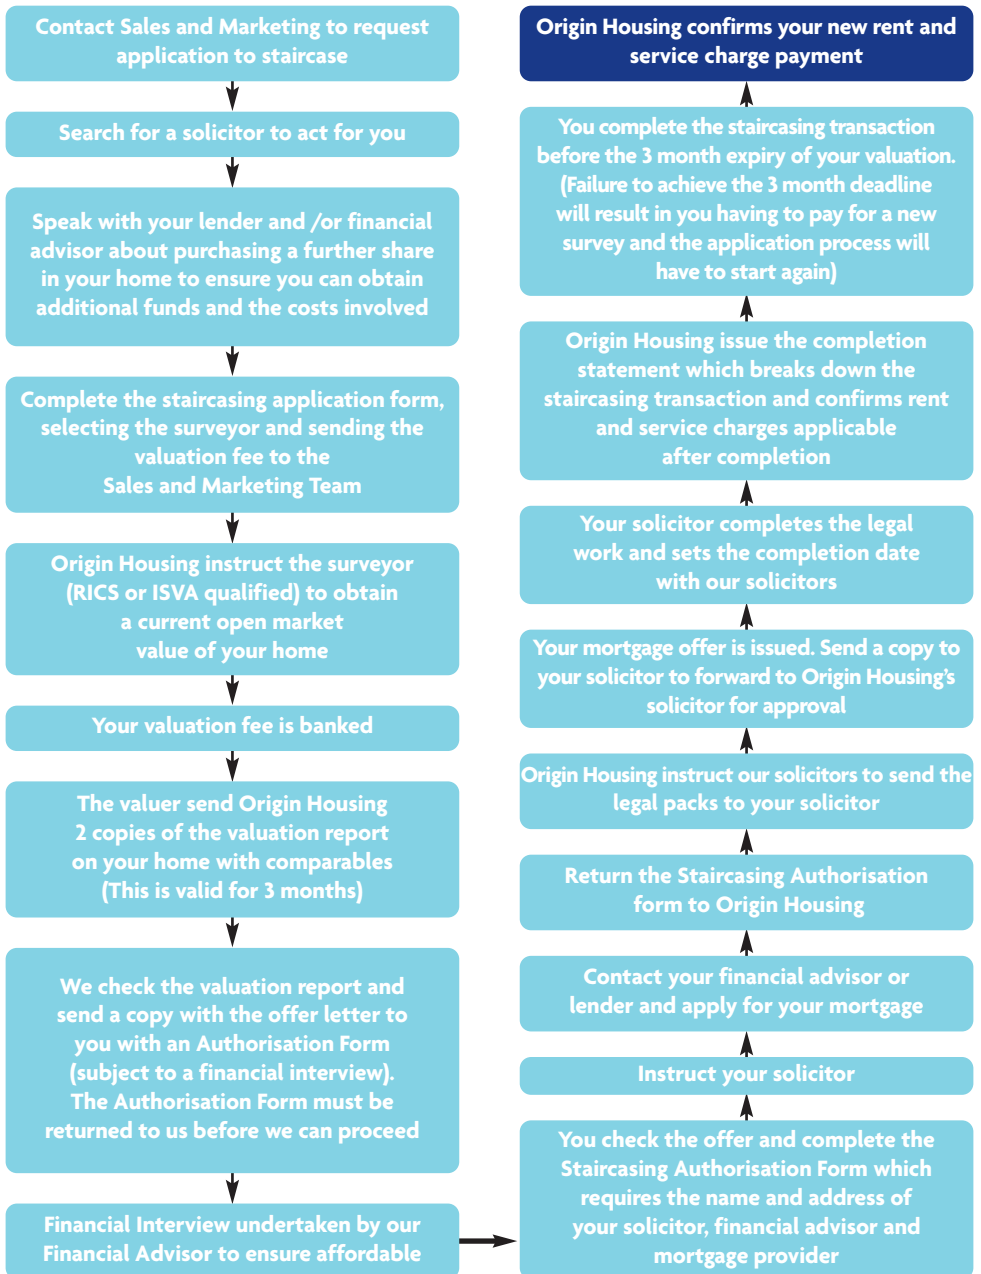 Contact Sales and Marketing to request
application to staircase
Search for a solicitor to act for you
Speak with your lender and /or financial
advisor about purchasing a further share
in your home to ensure you can obtain
additional funds and the costs involved
Complete the staircasing application form,
selecting the surveyor and sending the
valuation fee to the
Sales and Marketing Team
Origin Housing instruct the surveyor
(RICS or ISVA qualified) to obtain
a current open market
value of your home
Your valuation fee is banked
The valuer send Origin Housing
2 copies of the valuation report
on your home with comparables
(This is valid for 3 months)
We check the valuation report and
send a copy with the offer letter to
you with an Authorisation Form
(subject to a financial interview).
The Authorisation Form must be
returned to us before we can proceed
Financial Interview undertaken by our
Financial Advisor to ensure affordable
You check the offer and complete the
Staircasing Authorisation Form which
requires the name and address of
your solicitor, financial advisor and
mortgage provider
Instruct your solicitor
Contact your financial advisor or
lender and apply for your mortgage
Return the Staircasing Authorisation
form to Origin Housing
Origin Housing instruct our solicitors to send the
legal packs to your solicitor
Your mortgage offer is issued. Send a copy to
your solicitor to forward to Origin Housing's
solicitor for approval
Your solicitor completes the legal
work and sets the completion date
with our solicitors
Origin Housing issue the completion
statement which breaks down the
staircasing transaction and confirms rent
and service charges applicable
after completion
You complete the staircasing transaction
before the 3 month expiry of your valuation.
(Failure to achieve the 3 month deadline
will result in you having to pay for a new
survey and the application process will
have to start again)
Origin Housing confirms your new rent and
service charge payment